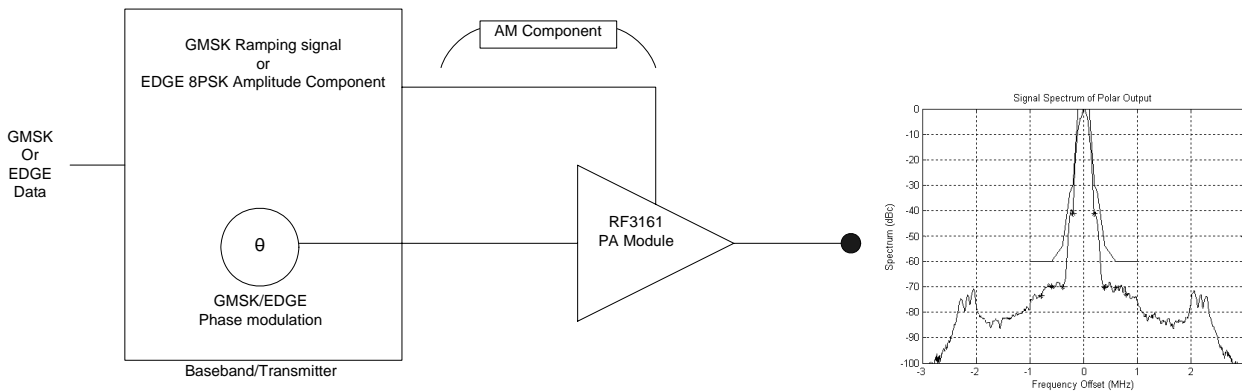 AM Component
GMSK Ramping signal
or
EDGE 8PSK Amplitude Component
GMSK
Or
EDGE
Data
θ
GMSK/EDGE
Phase modulation
Baseband/Transmitter
RF3161
PA Module
Signal Spectrum of Polar Output
Spectrum (dBc)
0
-10
-20
-30
-40
-50
-60
-70
-80
-90
-100
-3
-2
-1
0
1
2
Frequency Offset (MHz)